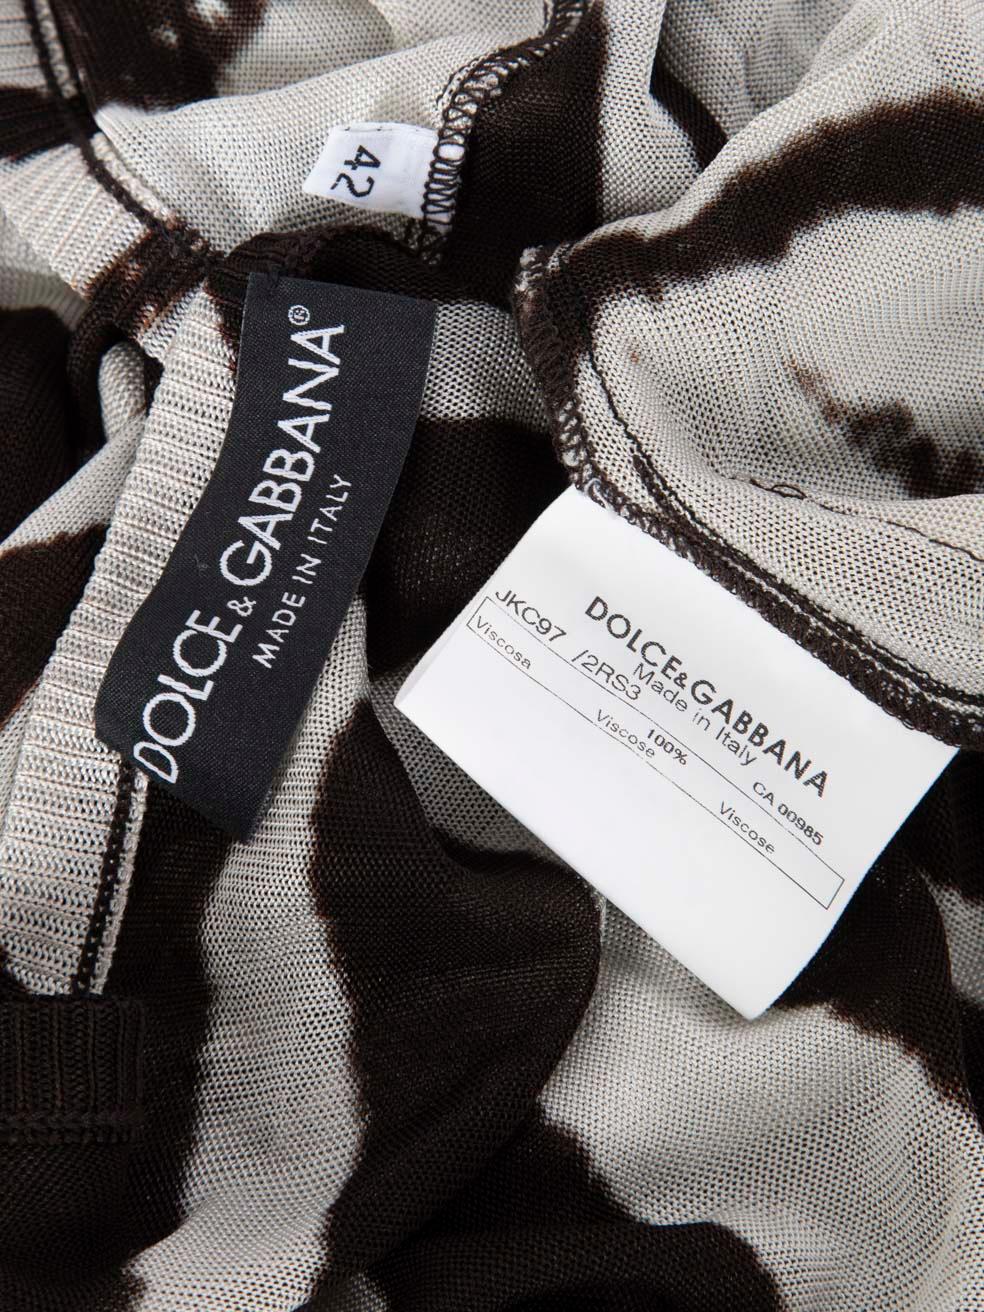 42
DOLCE & GABBANA®
MADE IN ITALY
DOLCE&GABBANA
Made in Italy
JKC97 /2RS3
CA 00985
100%
Viscosa Viscose Viscose